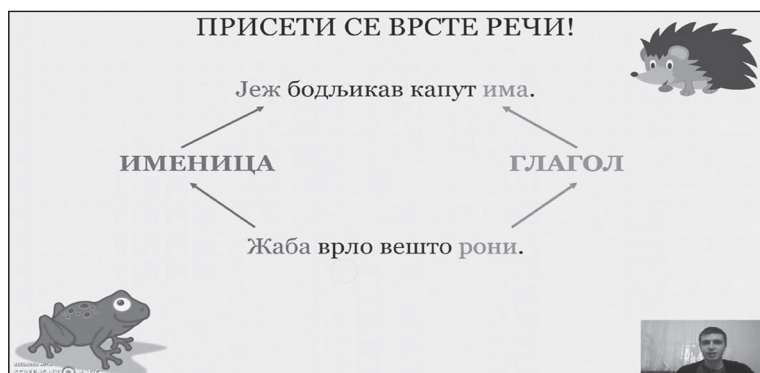 ПРИСЕТИ СЕ ВРСТЕ РЕЧИ!
Јеж бодљикав капут има.
ИМЕНИЦА
ГЛАГОЛ
Жаба врло вешто рони.